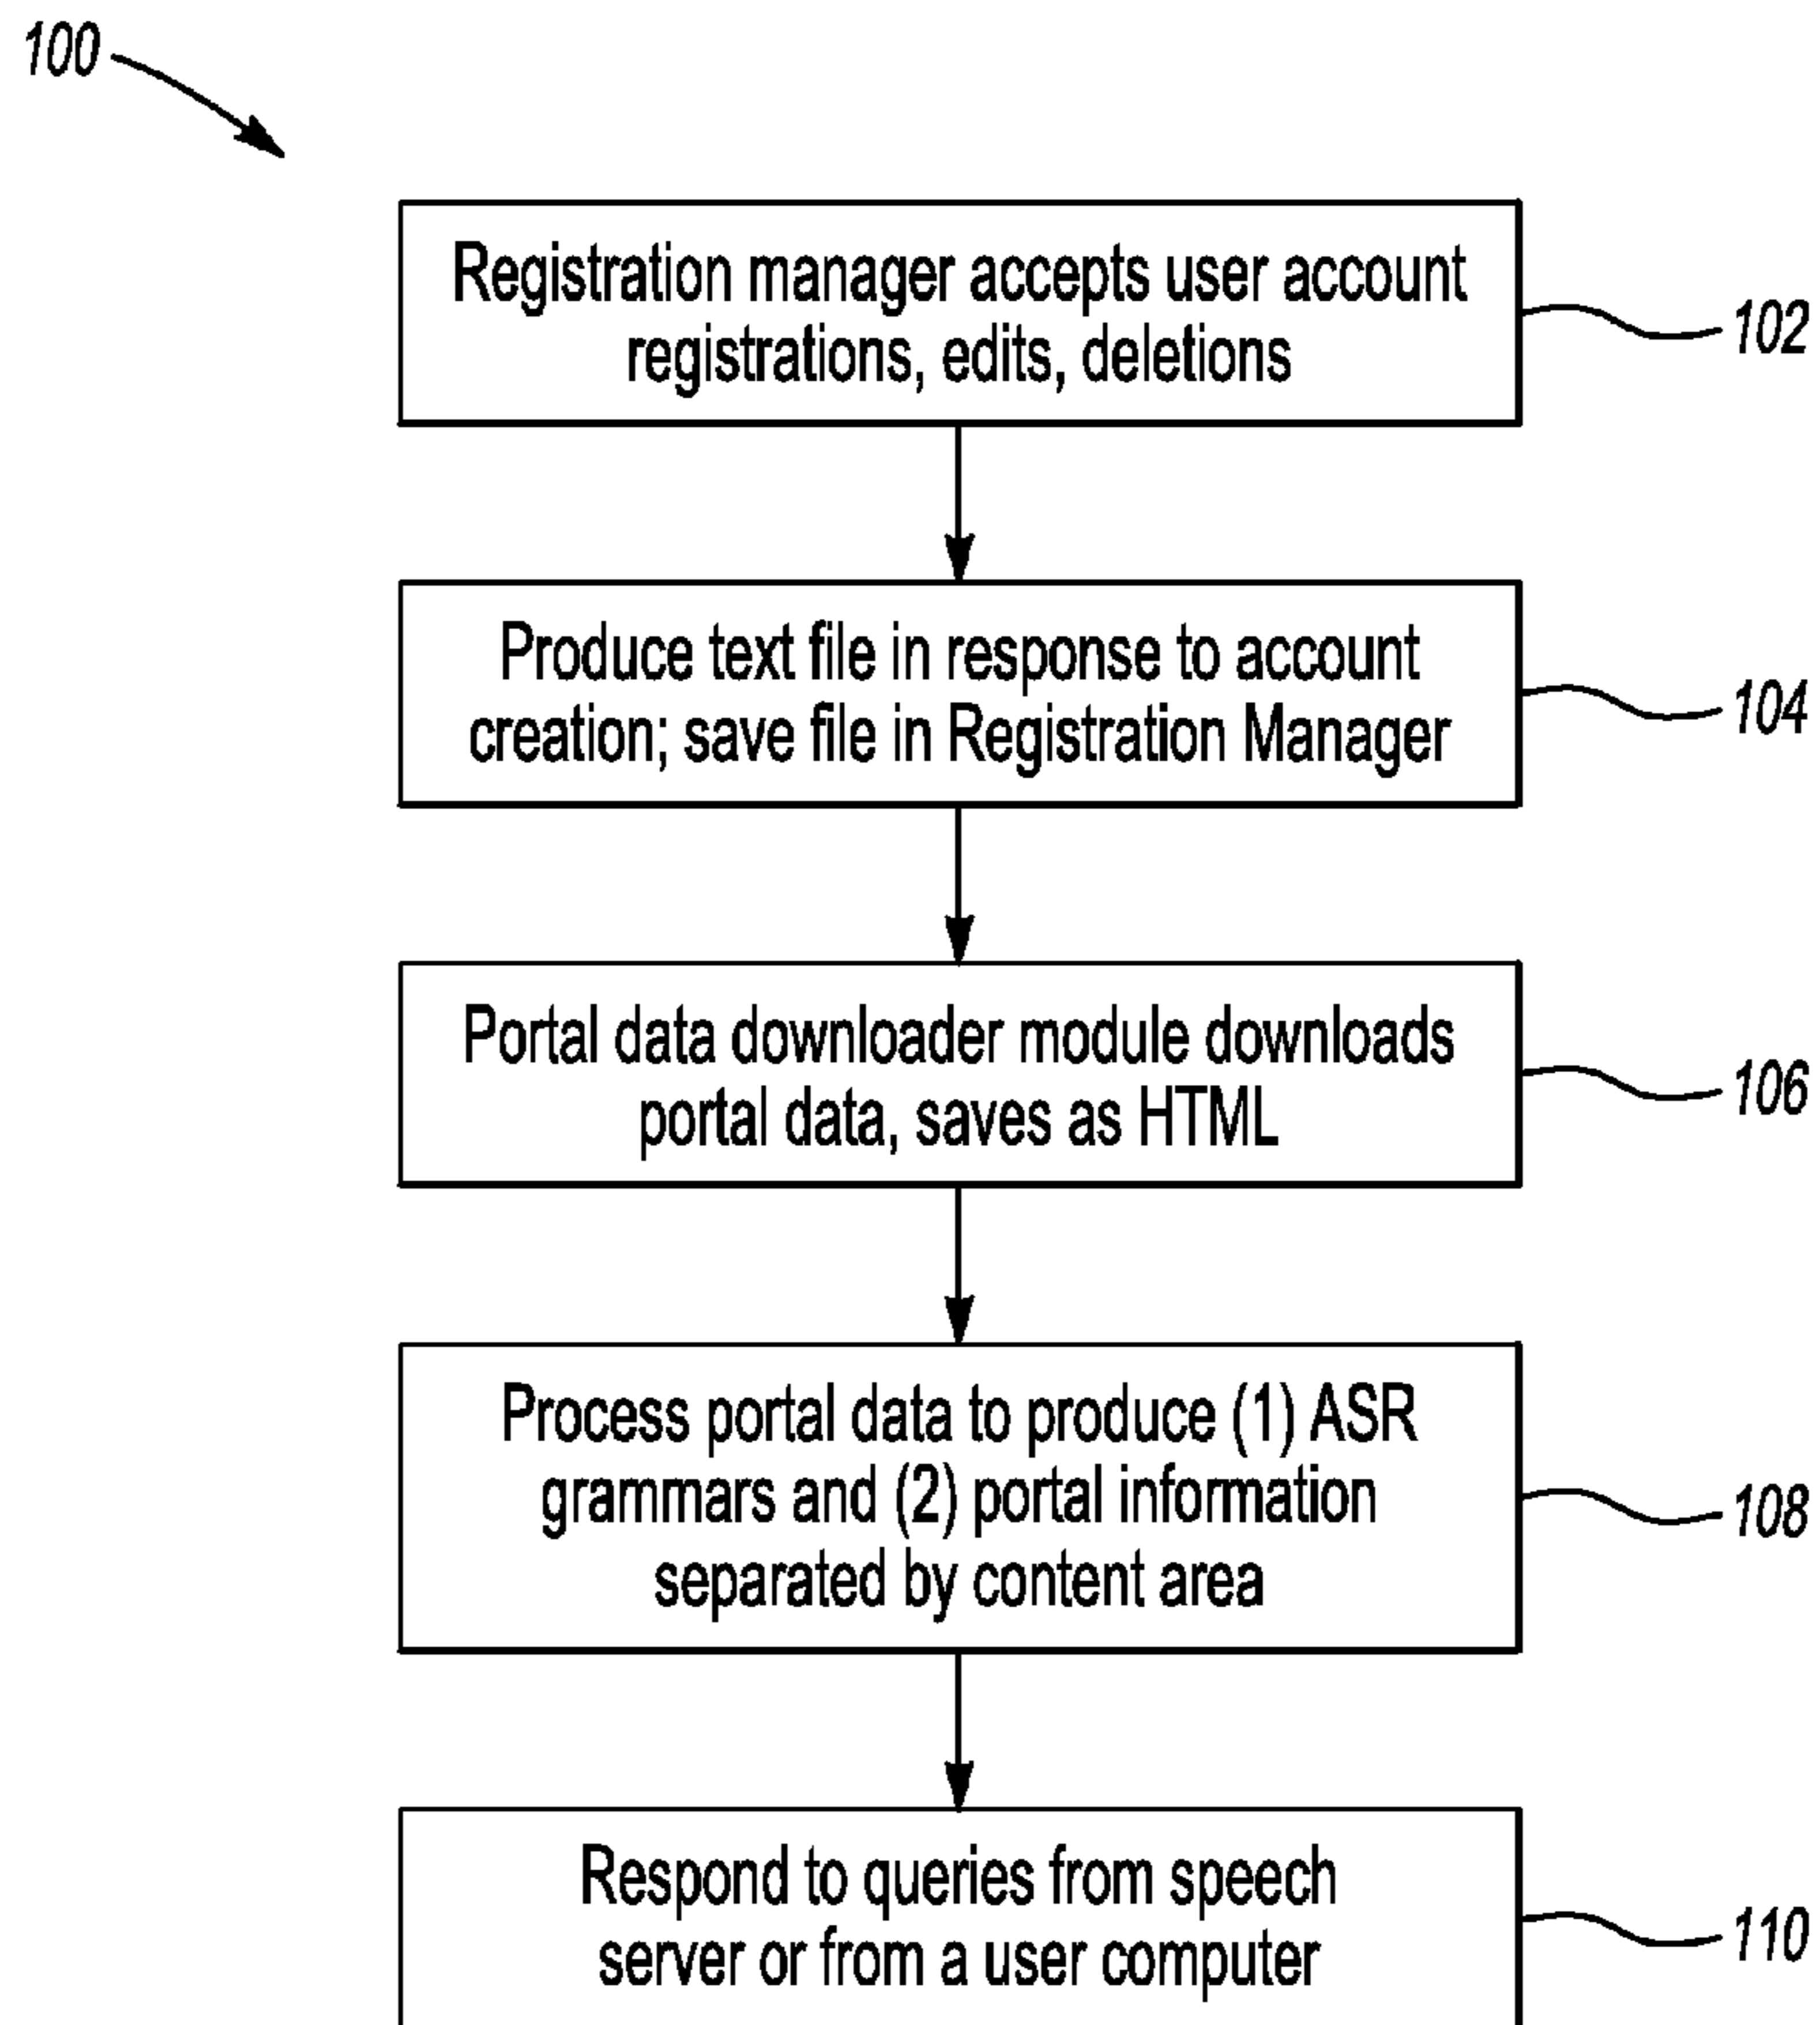 100
Registration manager accepts user account
registrations, edits, deletions
102
Produce text file in response to account
creation; save file in Registration Manager
104
Portal data downloader module downloads
portal data, saves as HTML
106
Process portal data to produce (1) ASR
grammars and (2) portal information
separated by content area
108
Respond to queries from speech
server or from a user computer
110